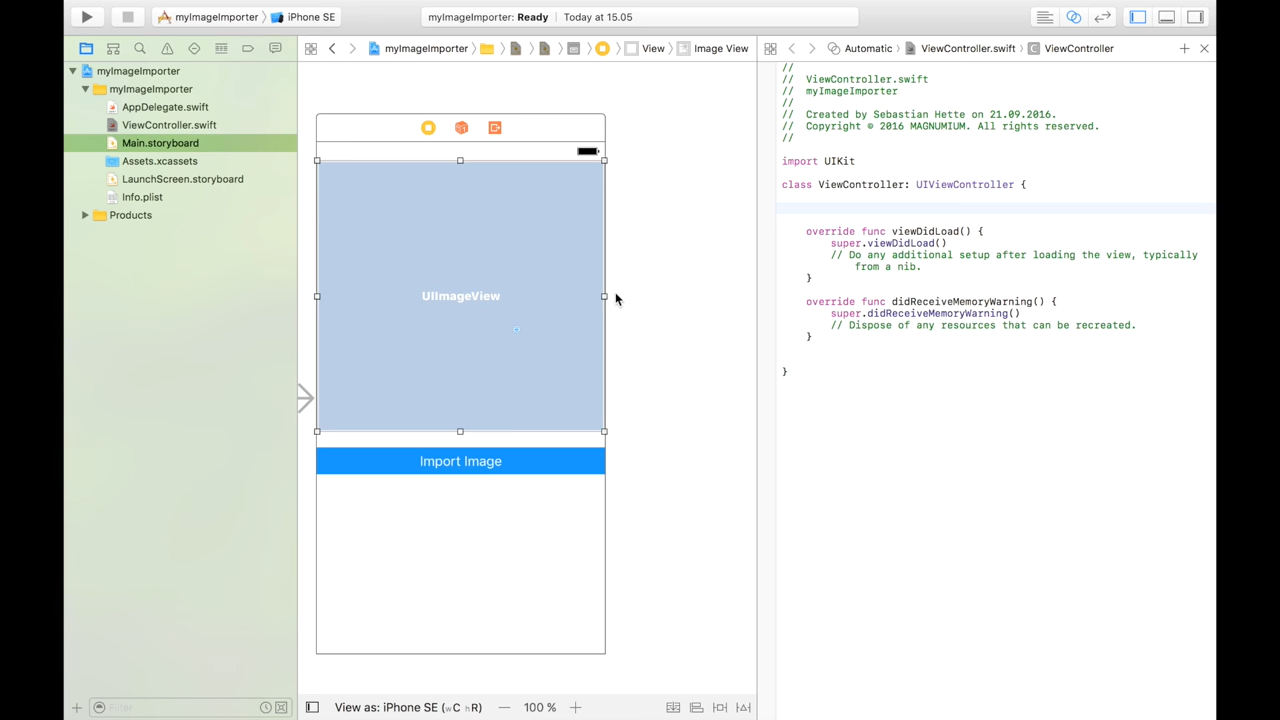 myImageImporter iPhone SE
myImageImporter: Ready Today at 15.05
myImageImporter View Image View
Automatic ViewController.swift ViewController
myImageImporter
myImageImporter
AppDelegate.swift
ViewController.swift
Main.storyboard
Assets.xcassets
LaunchScreen.storyboard
Info.plist
Products
UIImageView
Import Image
//
// ViewController.swift
// myImageImporter
//
// Created by Sebastian Hette on 21.09.2016.
// Copyright © 2016 MAGNUMIUM. All rights reserved.
//
import UIKit
class ViewController: UIViewController {
override func viewDidLoad() {
super.viewDidLoad()
// Do any additional setup after loading the view, typically
from a nib.
}
override func didReceiveMemoryWarning() {
super.didReceiveMemoryWarning()
// Dispose of any resources that can be recreated.
}
}
Filter
View as: iPhone SE (wC hR) 100 %